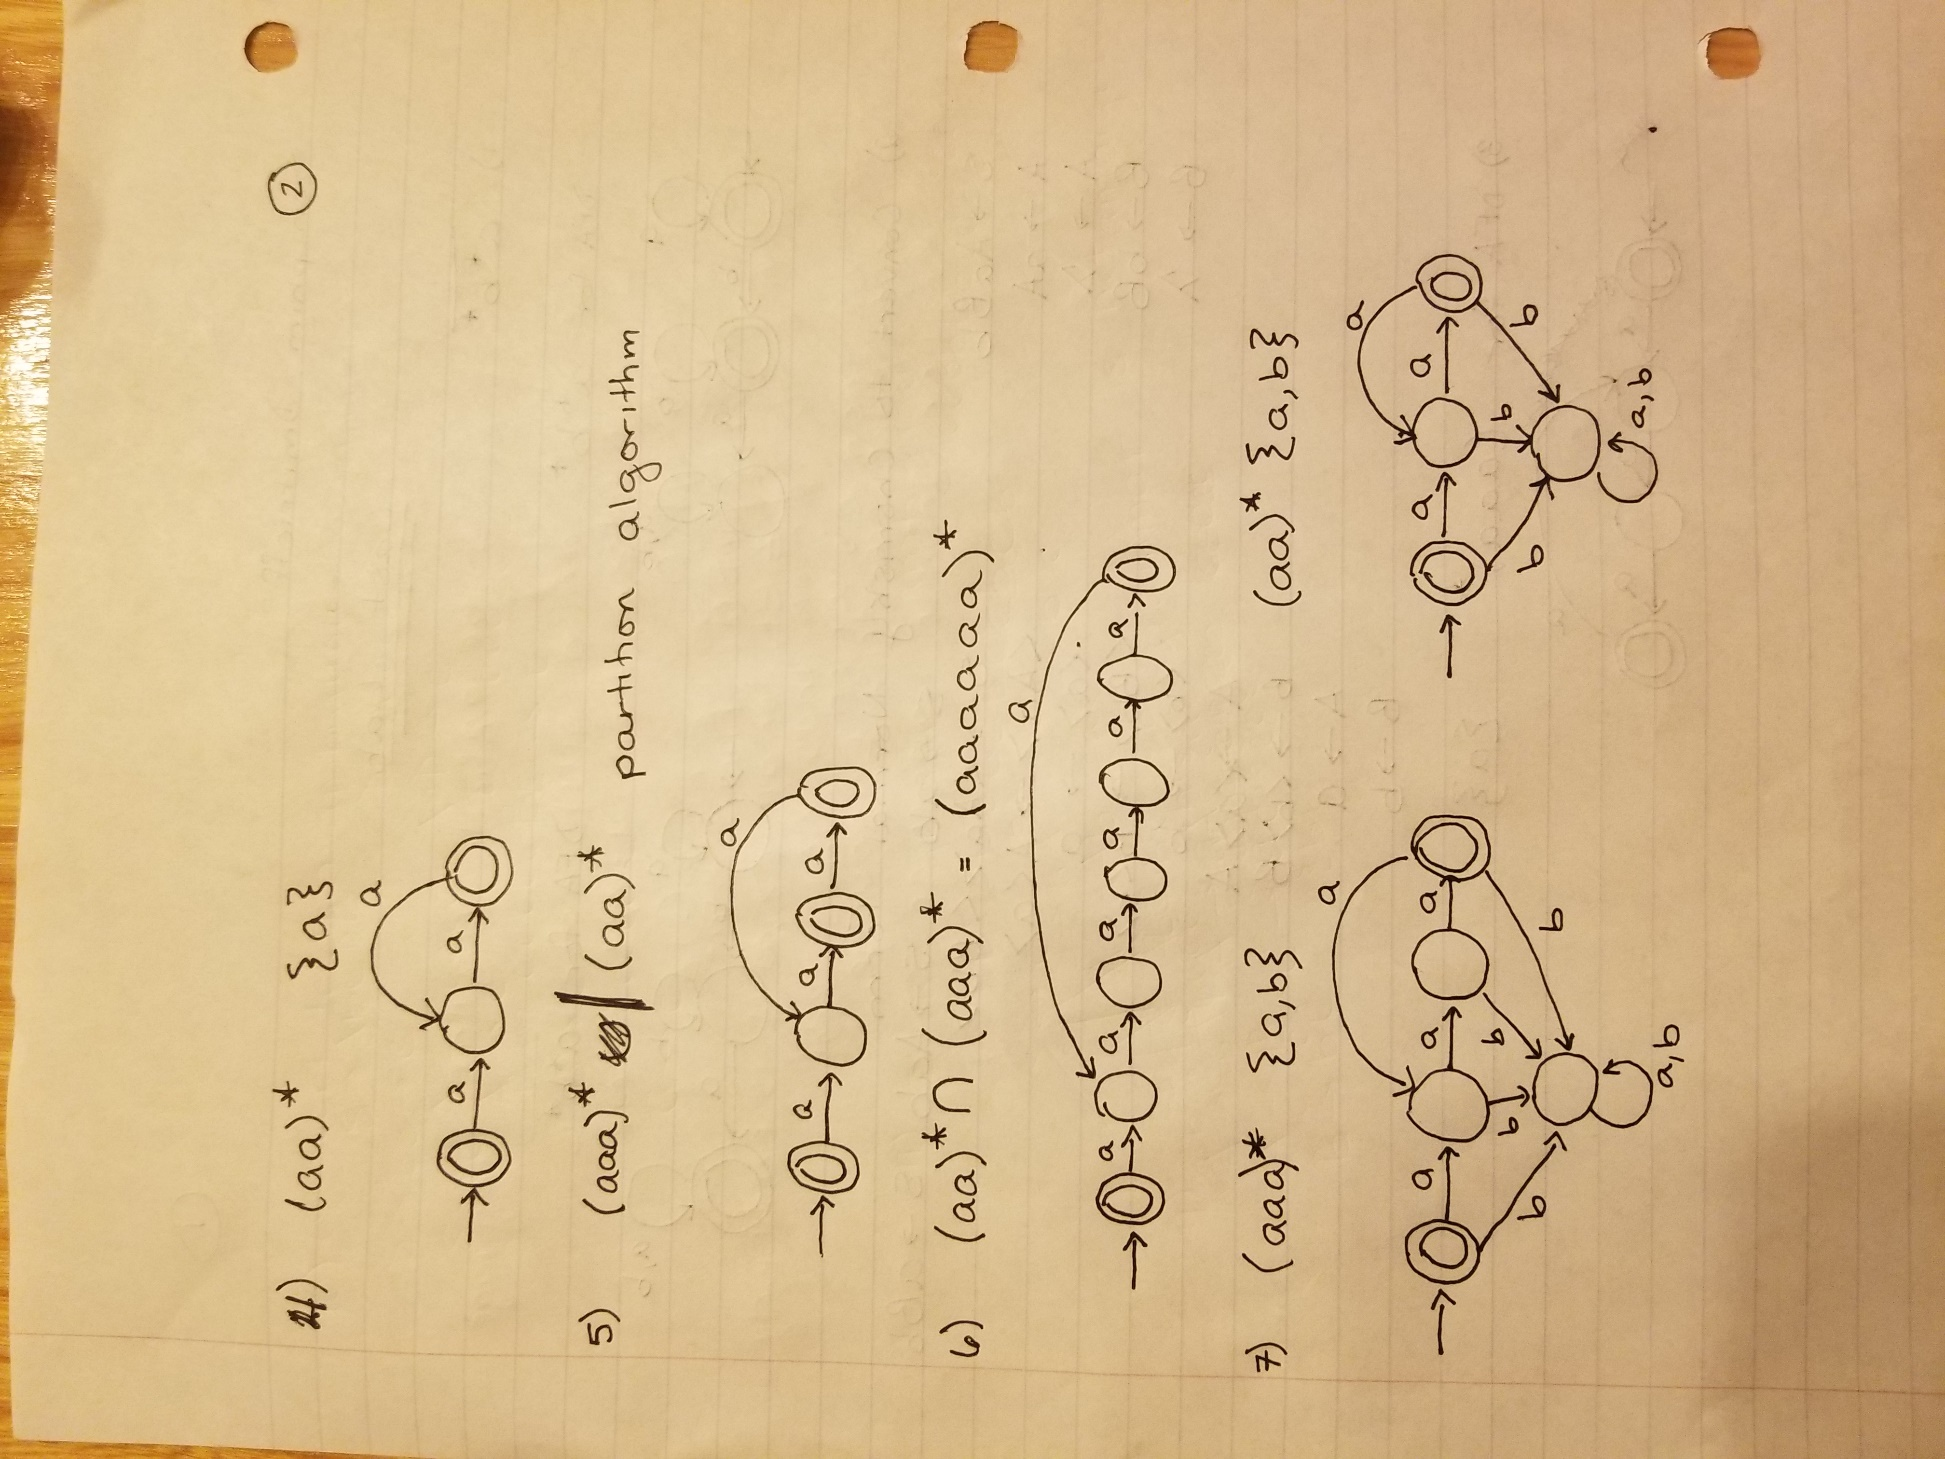 ②
4) (aa)* {a}
a
a a
5) (aaa)* | (aa)* partition algorithm
a
a a a
6) (aa)* ∩ (aaa)* = (aaaaaa)*
a
a a a a a a
7) (aaa)* {a,b} (aa)* {a,b}
a a
a a a a a
b b b b b b b
a,b a,b